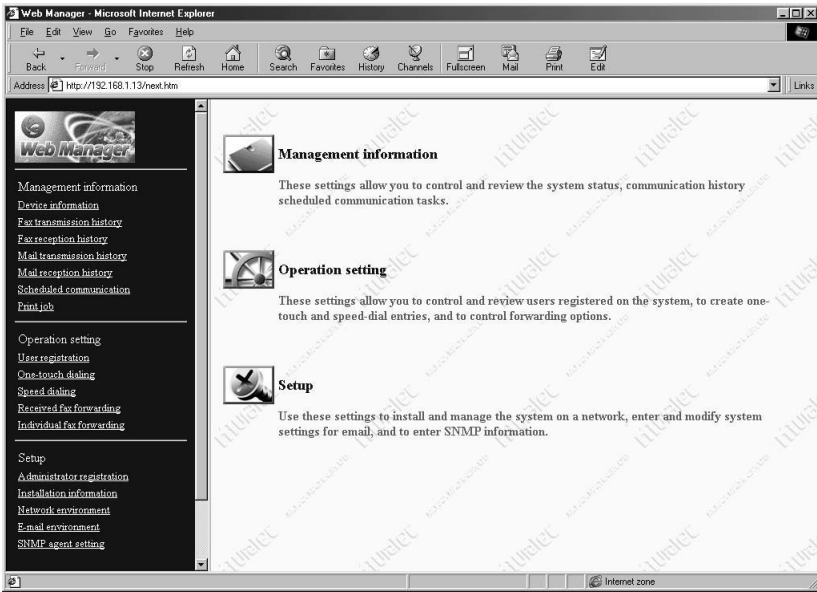 Web Manager - Microsoft Internet Explorer
File Edit View Go Favorites Help
Back Forward Stop Refresh Home Search Favorites History Channels Fullscreen Mail Print Edit
Address http://192.168.1.13/next.htm Links
Web Manager
Management information
Device information
Fax transmission history
Fax reception history
Mail transmission history
Mail reception history
Scheduled communication
Print job
Operation setting
User registration
One-touch dialing
Speed dialing
Received fax forwarding
Individual fax forwarding
Setup
Administrator registration
Installation information
Network environment
E-mail environment
SNMP agent setting
Management information
These settings allow you to control and review the system status, communication history
scheduled communication tasks.
Operation setting
These settings allow you to control and review users registered on the system, to create one-
touch and speed-dial entries, and to control forwarding options.
Setup
Use these settings to install and manage the system on a network, enter and modify system
settings for email, and to enter SNMP information.
Internet zone